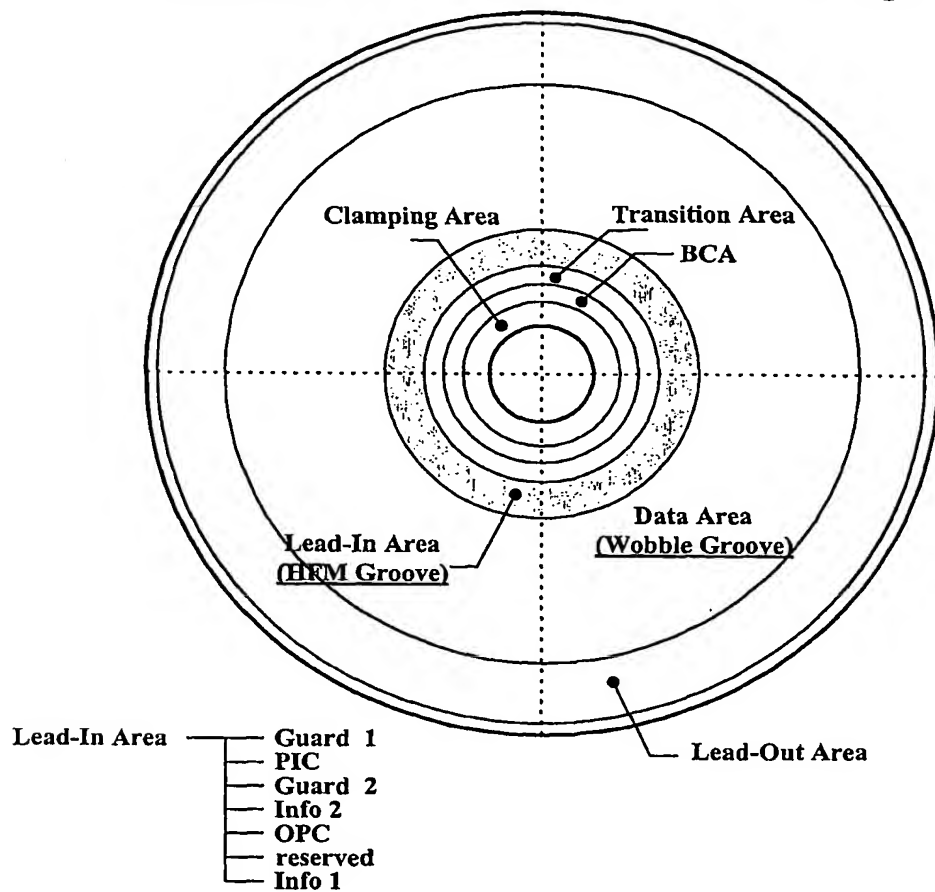 Clamping Area
Transition Area
BCA
Data Area
(Wobble Groove)
Lead-In Area
(HFM Groove)
Lead-Out Area
Lead-In Area
Guard 1
PIC
Guard 2
Info 2
OPC
reserved
Info 1